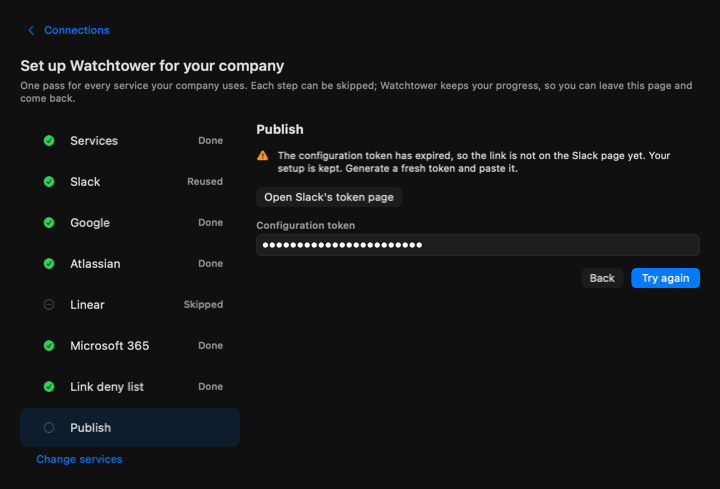 Connections
Set up Watchtower for your company
One pass for every service your company uses. Each step can be skipped; Watchtower keeps your progress, so you can leave this page and
come back.
Services Done
Slack Reused
Google Done
Atlassian Done
Linear Skipped
Microsoft 365 Done
Link deny list Done
Publish
Change services
Publish
The configuration token has expired, so the link is not on the Slack page yet. Your
setup is kept. Generate a fresh token and paste it.
Open Slack's token page
Configuration token
Back
Try again